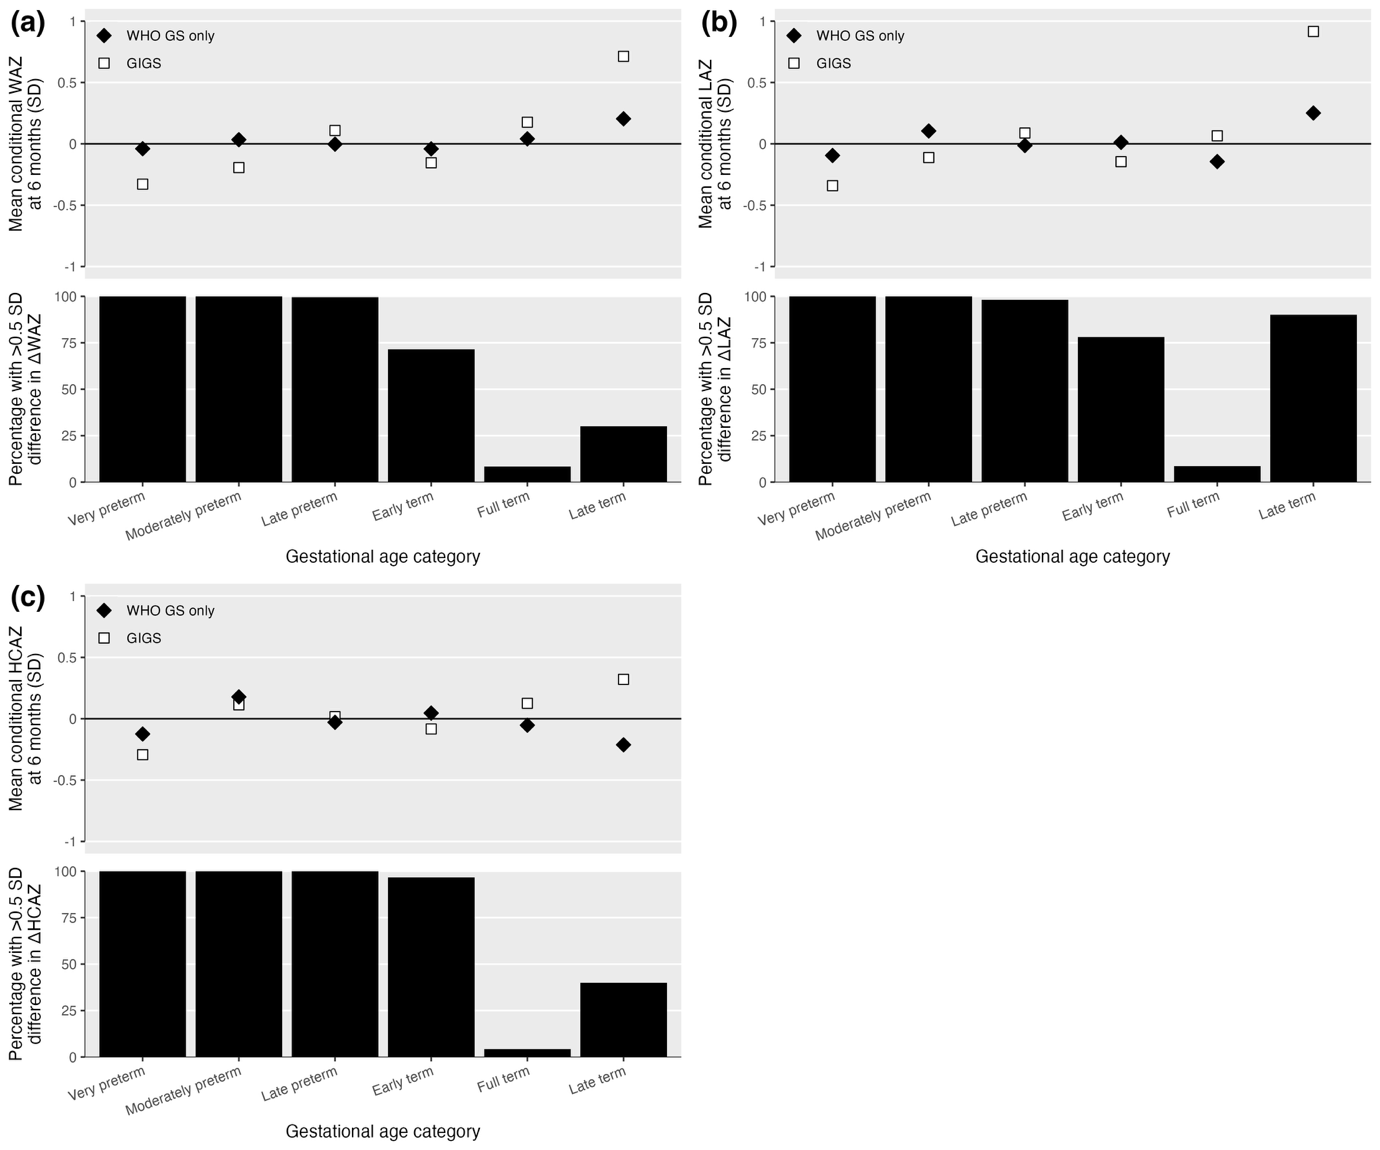 (a)
WHO GS only
GIGS
Mean conditional WAZ
at 6 months (SD)
1
0.5
0
-0.5
-1
Percentage with >0.5 SD
difference in ΔWAZ
100
75
50
25
0
Very preterm
Moderately preterm
Late preterm
Early term
Full term
Late term
Gestational age category
(b)
WHO GS only
GIGS
Mean conditional LAZ
at 6 months (SD)
1
0.5
0
-0.5
-1
Percentage with >0.5 SD
difference in ΔLAZ
100
75
50
25
0
Very preterm
Moderately preterm
Late preterm
Early term
Full term
Late term
Gestational age category
(c)
WHO GS only
GIGS
Mean conditional HCAZ
at 6 months (SD)
1
0.5
0
-0.5
-1
Percentage with >0.5 SD
difference in ΔHCAZ
100
75
50
25
0
Very preterm
Moderately preterm
Late preterm
Early term
Full term
Late term
Gestational age category